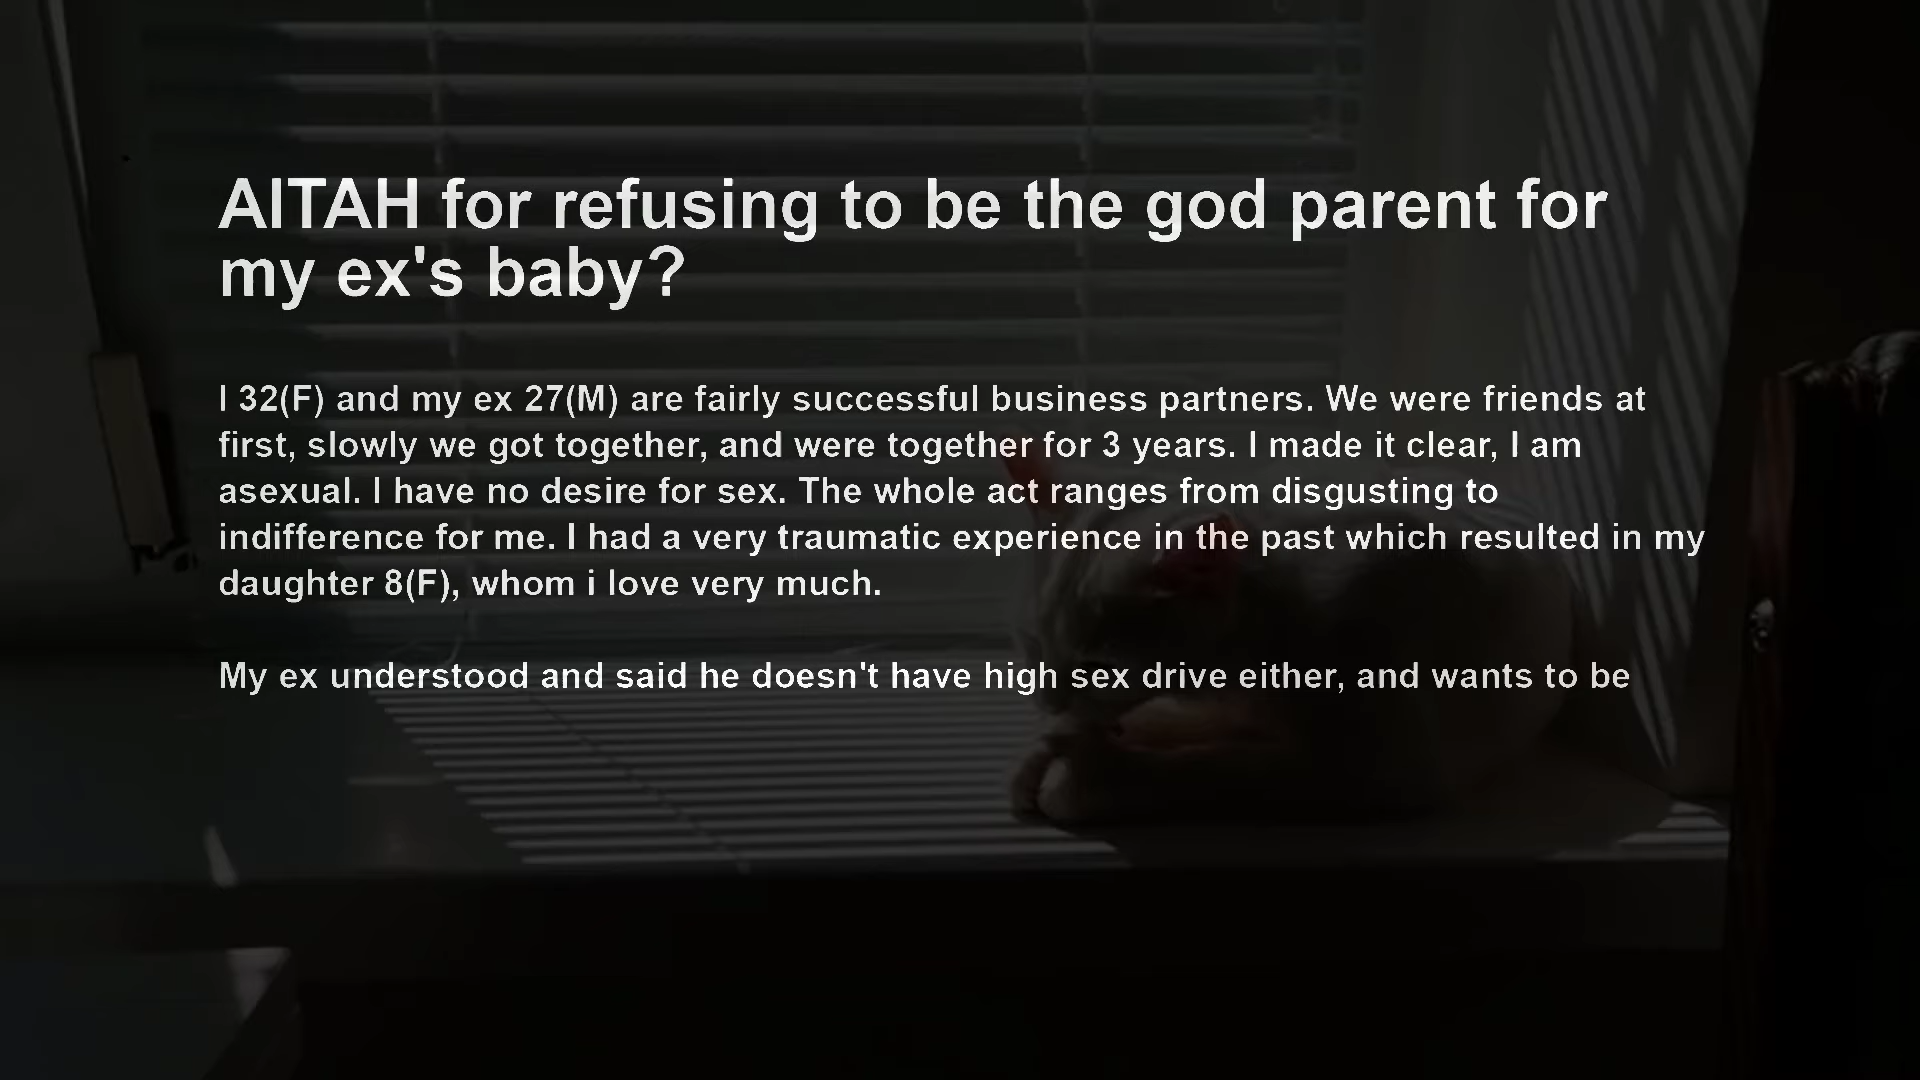 AITAH for refusing to be the god parent for
my ex's baby?
I 32(F) and my ex 27(M) are fairly successful business partners. We were friends at
first, slowly we got together, and were together for 3 years. I made it clear, I am
asexual. I have no desire for sex. The whole act ranges from disgusting to
indifference for me. I had a very traumatic experience in the past which resulted in my
daughter 8(F), whom i love very much.
My ex understood and said he doesn't have high sex drive either, and wants to be